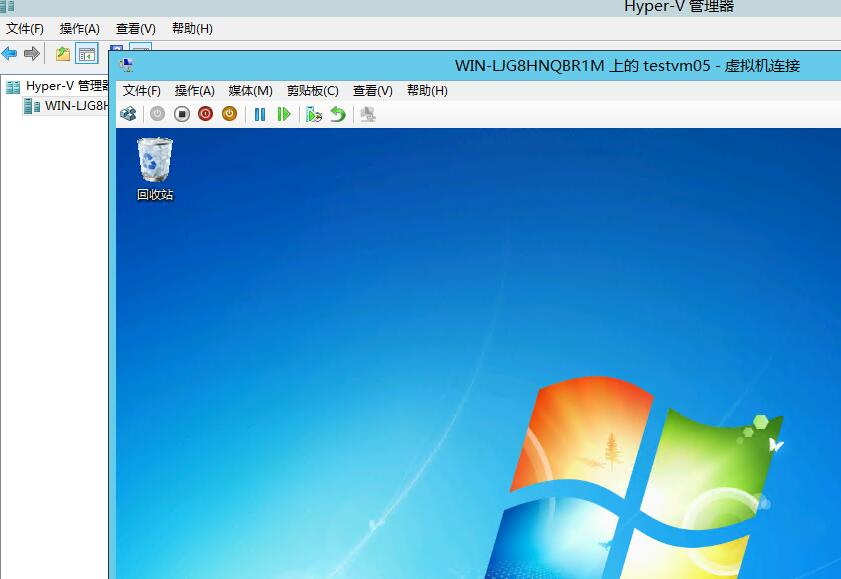 Hyper-V 管理器
文件(F) 操作(A) 查看(V) 帮助(H)
WIN-LJG8HNQBR1M 上的 testvm05 - 虚拟机连接
Hyper-V 管理器
文件(F) 操作(A) 媒体(M) 剪贴板(C) 查看(V) 帮助(H)
WIN-LJG8H
回收站